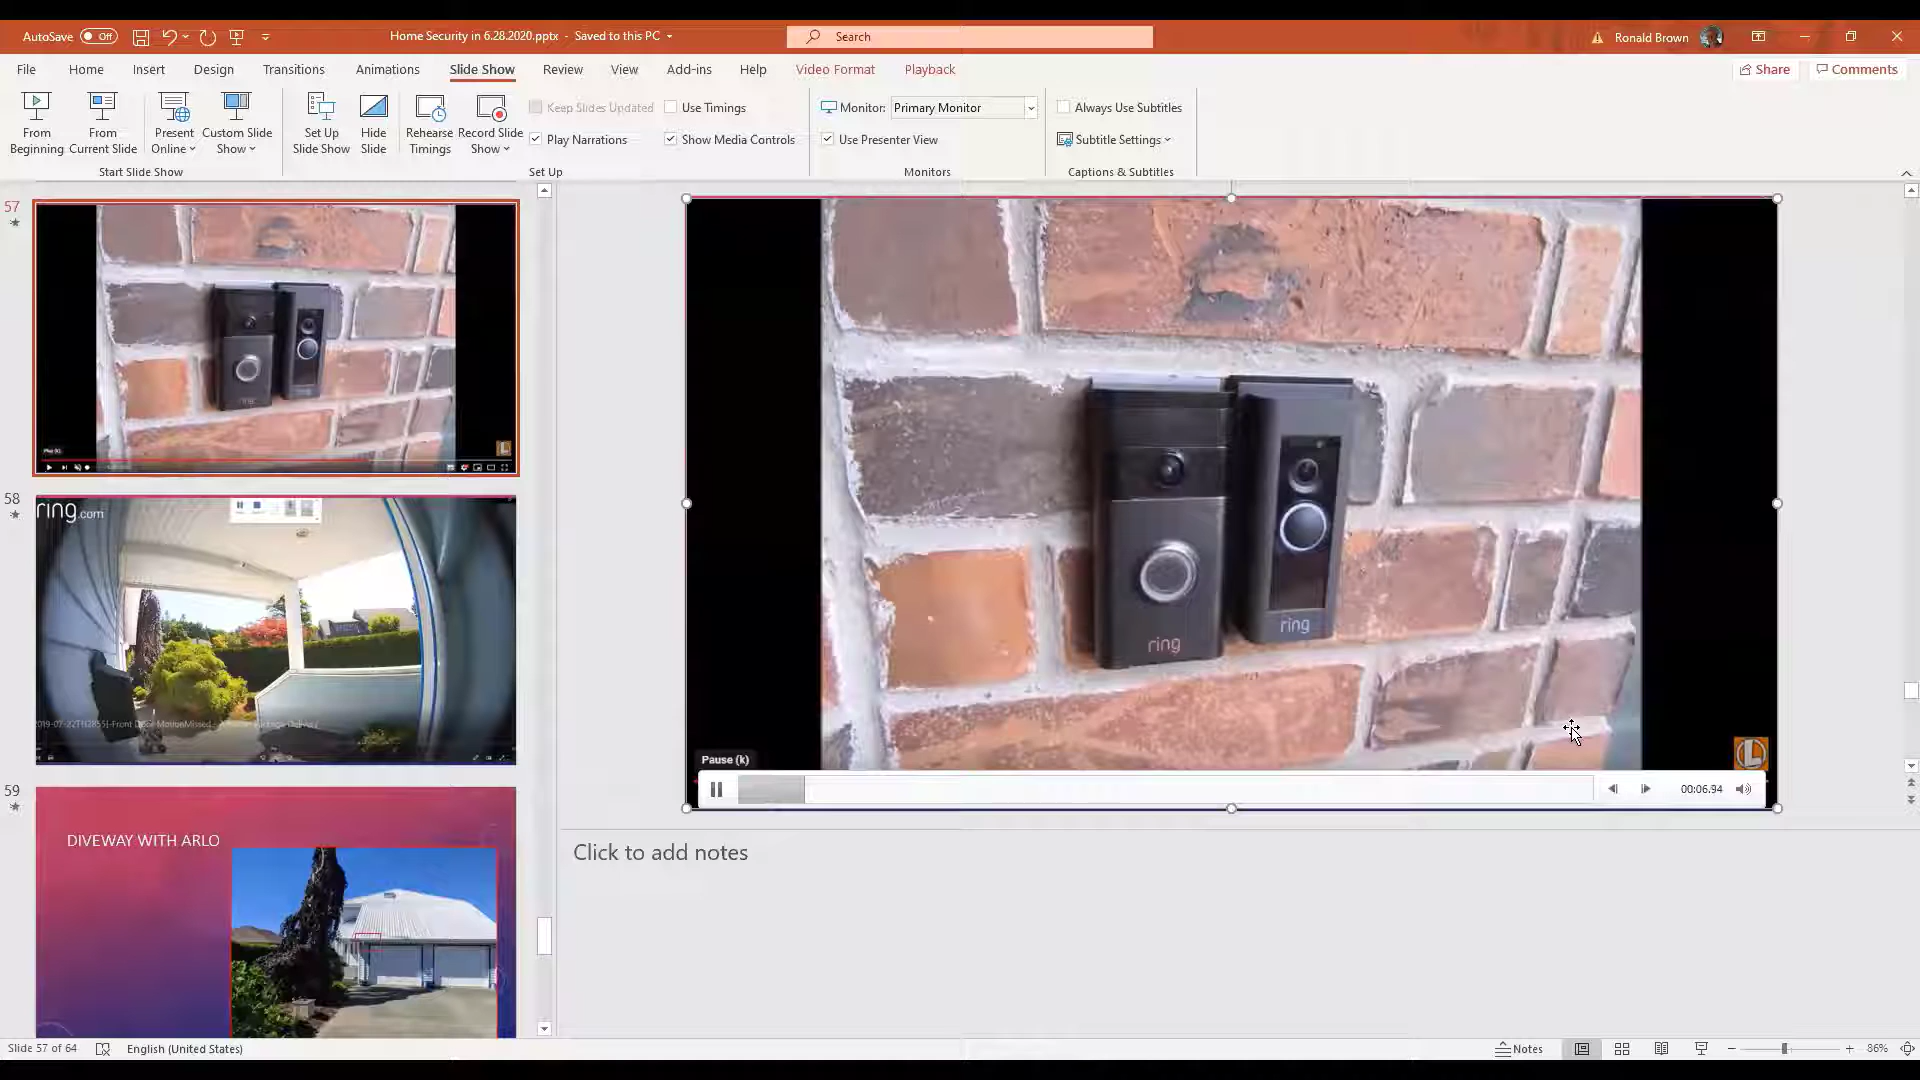 AutoSave Off
Home Security in 6.28.2020.pptx - Saved to this PC
Search
Ronald Brown
File Home Insert Design Transitions Animations Slide Show Review View Add-ins Help Video Format Playback
Share Comments
From Beginning
From Current Slide
Present Online
Custom Slide Show
Set Up Slide Show
Hide Slide
Rehearse Timings
Record Slide Show
Keep Slides Updated
Use Timings
Play Narrations
Show Media Controls
Monitor: Primary Monitor
Use Presenter View
Always Use Subtitles
Subtitle Settings
Start Slide Show
Set Up
Monitors
Captions & Subtitles
57
58
ring.com
59
DIVEWAY WITH ARLO
ring
ring
L
Pause (k)
00:06.94
Click to add notes
Slide 57 of 64
English (United States)
Notes
86%